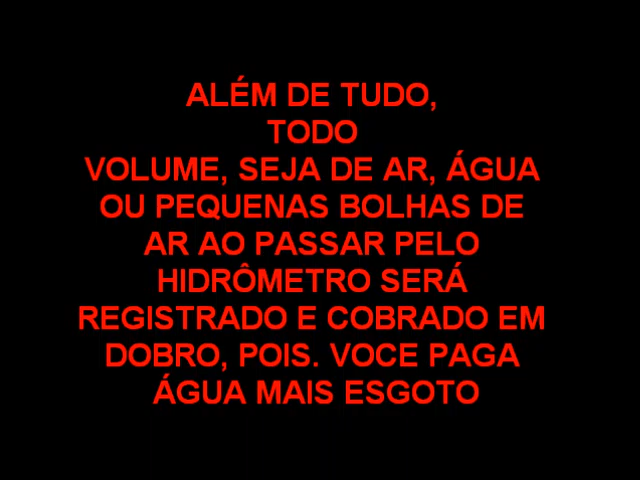 ALÉM DE TUDO,
TODO
VOLUME, SEJA DE AR, ÁGUA
OU PEQUENAS BOLHAS DE
AR AO PASSAR PELO
HIDRÔMETRO SERÁ
REGISTRADO E COBRADO EM
DOBRO, POIS. VOCE PAGA
ÁGUA MAIS ESGOTO